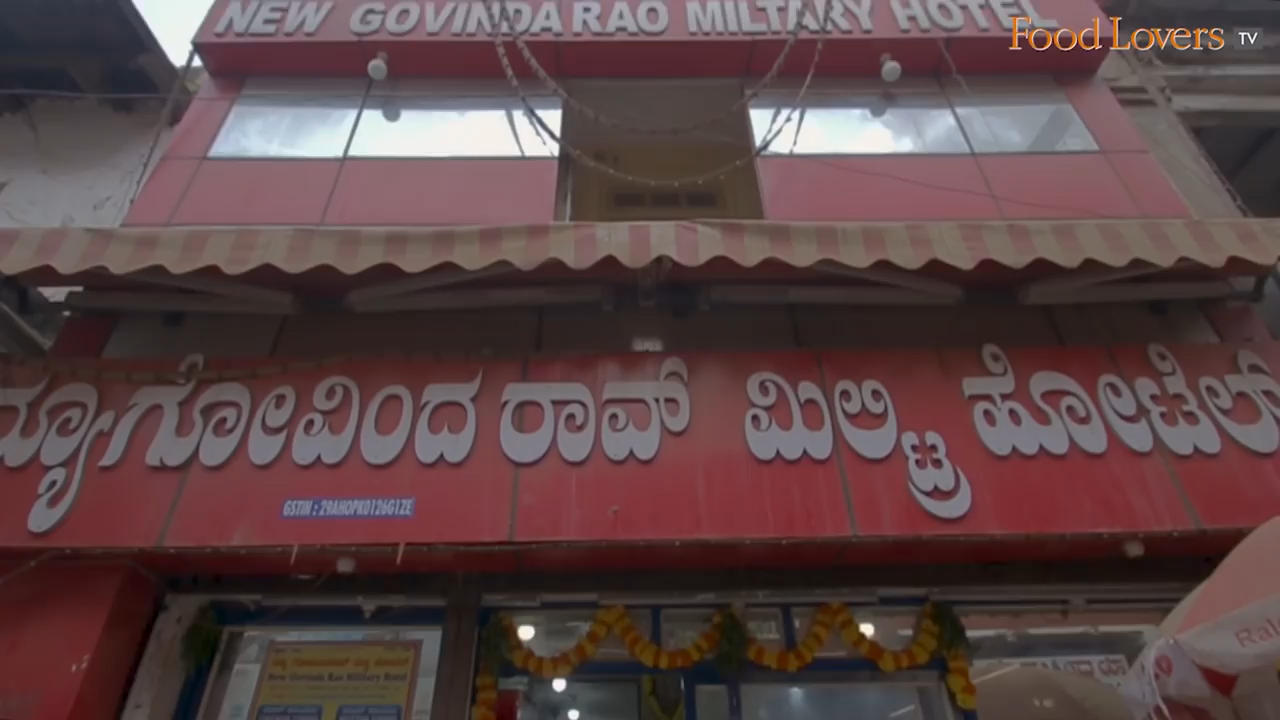 NEW GOVINDA RAO MILTARY HOTEL
Food Lovers TV
ನ್ಯೂಗೋವಿಂದ ರಾವ್ ಮಿಲ್ಟ್ರಿ ಹೋಟೆಲ್
GSTIN : 29AHOPK0126G1ZE
New Govinda Rao Military Hotel